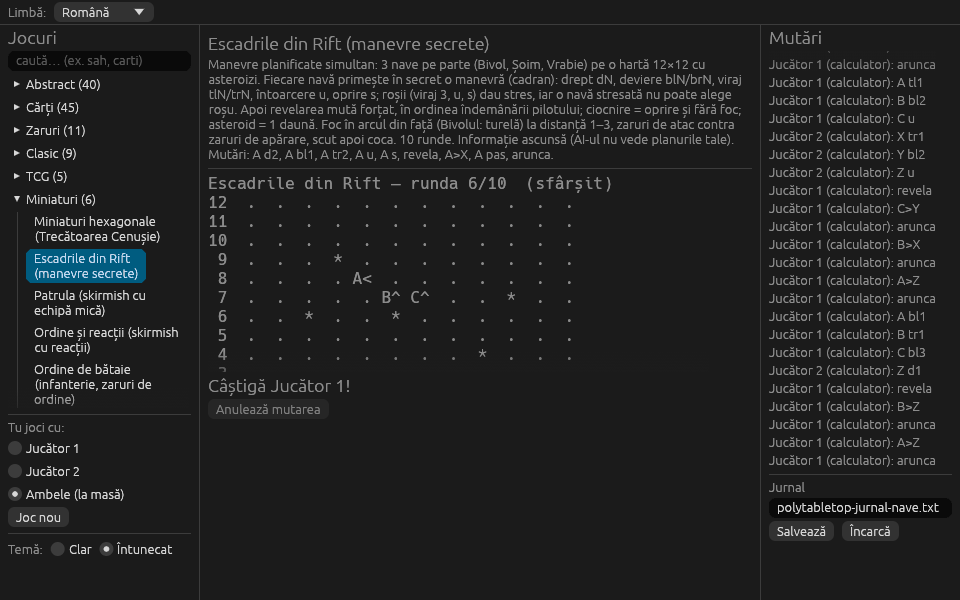 Limbă: Română
Jocuri
caută... (ex. sah, carti)
Abstract (40)
Cărți (45)
Zaruri (11)
Clasic (9)
TCG (5)
Miniaturi (6)
Miniaturi hexagonale
(Trecătoarea Cenușie)
Escadrile din Rift
(manevre secrete)
Patrula (skirmish cu
echipă mică)
Ordine și reacții (skirmish
cu reacții)
Ordine de bătaie
(infanterie, zaruri de
ordine)
Tu joci cu:
Jucător 1
Jucător 2
Ambele (la masă)
Joc nou
Temă: Clar Întunecat
Escadrile din Rift (manevre secrete)
Manevre planificate simultan: 3 nave pe parte (Bivol, Șoim, Vrabie) pe o hartă 12×12 cu
asteroizi. Fiecare navă primește în secret o manevră (cadran): drept dN, deviere blN/brN, viraj
tlN/trN, întoarcere u, oprire s; roșii (viraj 3, u, s) dau stres, iar o navă stresată nu poate alege
roșu. Apoi revelarea mută forțat, în ordinea îndemânării pilotului; ciocnire = oprire și fără foc;
asteroid = 1 daună. Foc în arcul din față (Bivolul: turelă) la distanță 1–3, zaruri de atac contra
zaruri de apărare, scut apoi coca. 10 runde. Informație ascunsă (AI-ul nu vede planurile tale).
Mutări: A d2, A bl1, A tr2, A u, A s, revela, A>X, A pas, arunca.
Escadrile din Rift — runda 6/10 (sfârșit)
12 . . . . . . . . . . . .
11 . . . . . . . . . . . .
10 . . . . . . . . . . . .
9 . . . * . . . . . . . .
8 . . . . A< . . . . . . .
7 . . . . . B^ C^ . . * . .
6 . . * . . * . . . . . .
5 . . . . . . . . . . . .
4 . . . . . . . . * . . .
Câștigă Jucător 1!
Anulează mutarea
Mutări
Jucător 1 (calculator): arunca
Jucător 2 (calculator): A tl1
Jucător 1 (calculator): B bl2
Jucător 1 (calculator): C u
Jucător 2 (calculator): X tr1
Jucător 2 (calculator): Y bl2
Jucător 2 (calculator): Z u
Jucător 1 (calculator): revela
Jucător 1 (calculator): C>Y
Jucător 1 (calculator): arunca
Jucător 1 (calculator): B>X
Jucător 1 (calculator): arunca
Jucător 1 (calculator): A>Z
Jucător 1 (calculator): arunca
Jucător 1 (calculator): A bl1
Jucător 1 (calculator): B tr1
Jucător 1 (calculator): C bl3
Jucător 2 (calculator): Z d1
Jucător 1 (calculator): revela
Jucător 1 (calculator): B>Z
Jucător 1 (calculator): arunca
Jucător 1 (calculator): A>Z
Jucător 1 (calculator): arunca
Jurnal
polytabletop-jurnal-nave.txt
Salvează Încarcă